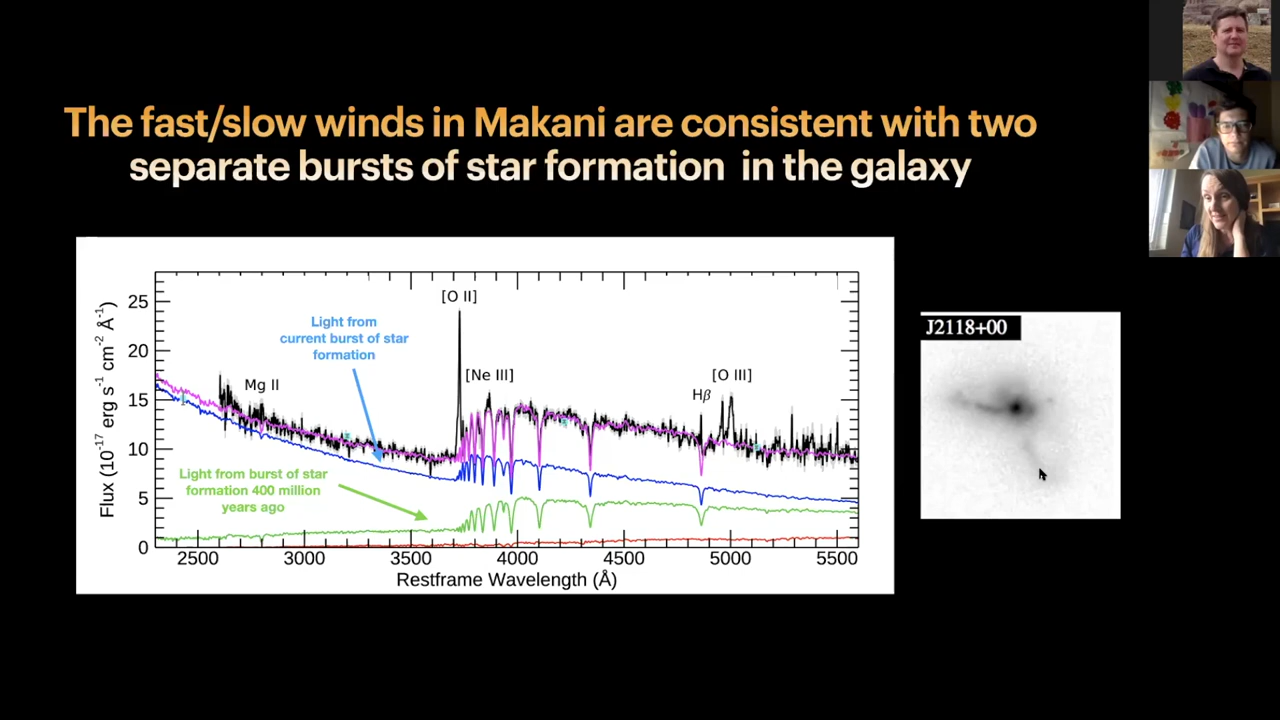 The fast/slow winds in Makani are consistent with two
separate bursts of star formation in the galaxy
[O II]
25
Light from
current burst of star
formation
20
[Ne III]
[O III]
Mg II
Hβ
15
10
Light from burst of star
formation 400 million
years ago
5
0
Flux (10⁻¹⁷ erg s⁻¹ cm⁻² Å⁻¹)
2500 3000 3500 4000 4500 5000 5500
Restframe Wavelength (Å)
J2118+00